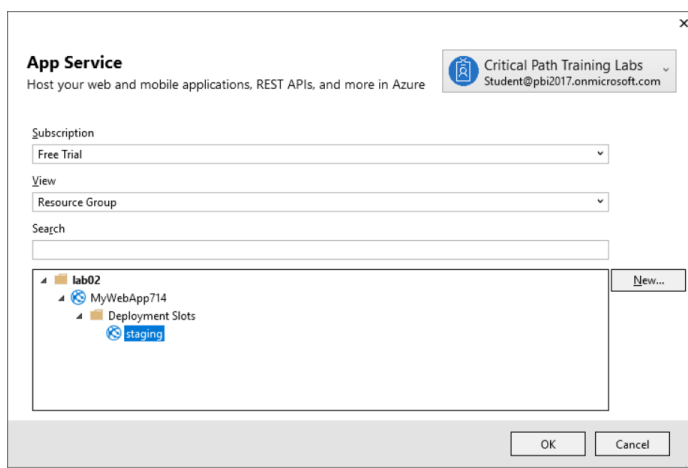 App Service
Host your web and mobile applications, REST APIs, and more in Azure
Critical Path Training Labs
Student@pbi2017.onmicrosoft.com
Subscription
Free Trial
View
Resource Group
Search
lab02
New...
MyWebApp714
Deployment Slots
staging
OK
Cancel